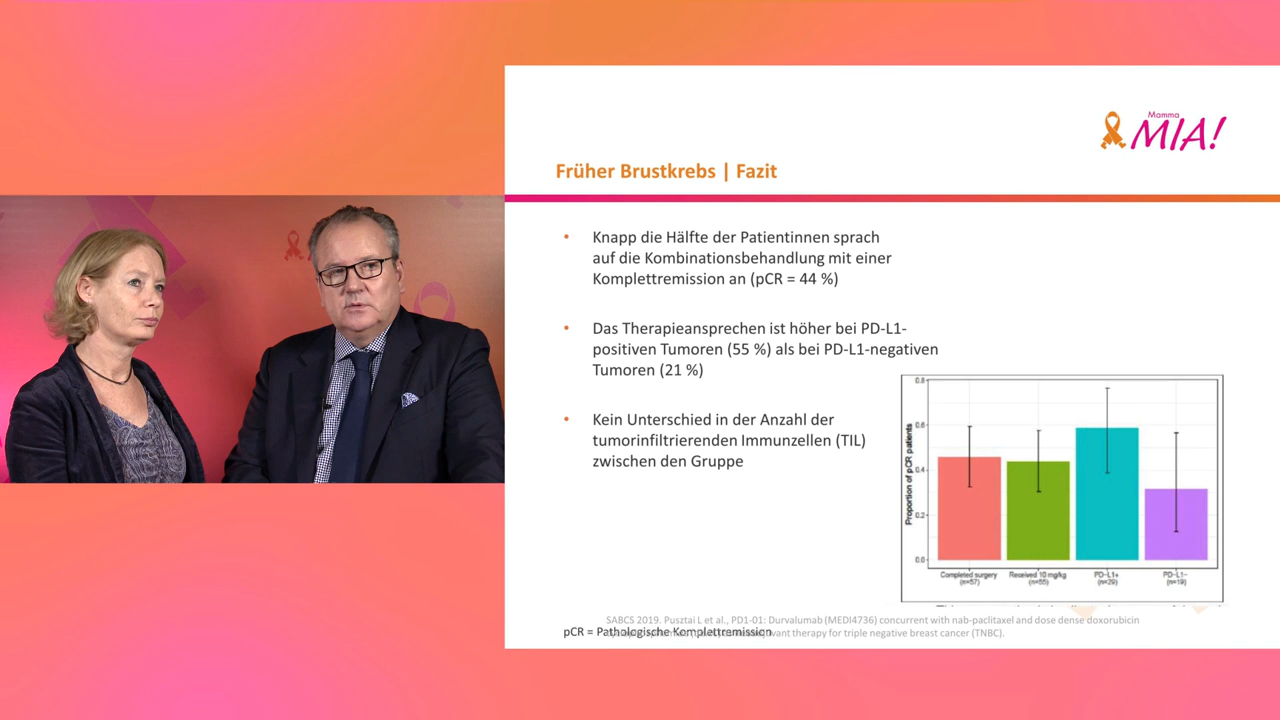 Mamma
MIA!
Früher Brustkrebs | Fazit
• Knapp die Hälfte der Patientinnen sprach
auf die Kombinationsbehandlung mit einer
Komplettremission an (pCR = 44 %)
• Das Therapieansprechen ist höher bei PD-L1-
positiven Tumoren (55 %) als bei PD-L1-negativen
Tumoren (21 %)
• Kein Unterschied in der Anzahl der
tumorinfiltrierenden Immunzellen (TIL)
zwischen den Gruppe
Proportion of pCR patients
0.8
0.6
0.4
0.2
0.0
Completed surgery
(n=57)
Received 10 mg/kg
(n=55)
PD-L1+
(n=29)
PD-L1-
(n=19)
SABCS 2019. Pusztai L et al., PD1-01: Durvalumab (MEDI4736) concurrent with nab-paclitaxel and dose dense doxorubicin
therapy for triple negative breast cancer (TNBC).
pCR = Pathologische Komplettremission